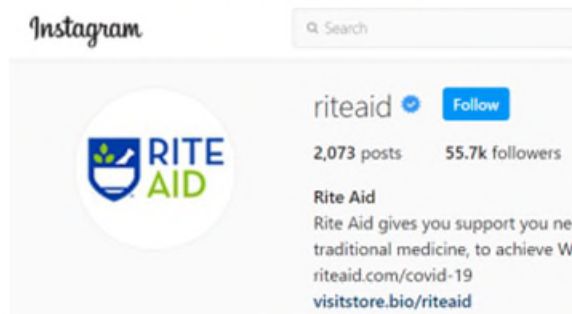 Instagram
Search
riteaid
Follow
2,073 posts 55.7k followers
RITE
AID
Rite Aid
Rite Aid gives you support you ne
traditional medicine, to achieve W
riteaid.com/covid-19
visitstore.bio/riteaid